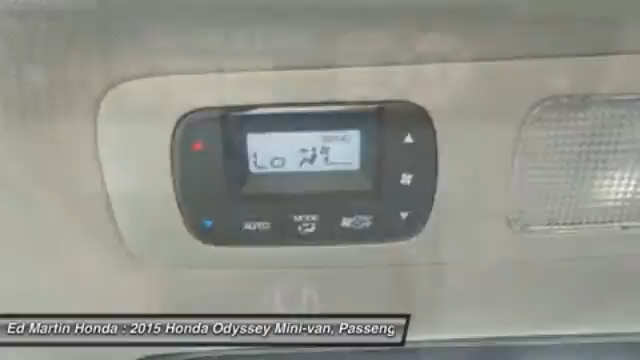 Lo
AUTO
MODE
Ed Martin Honda : 2015 Honda Odyssey Mini-van, Passeng